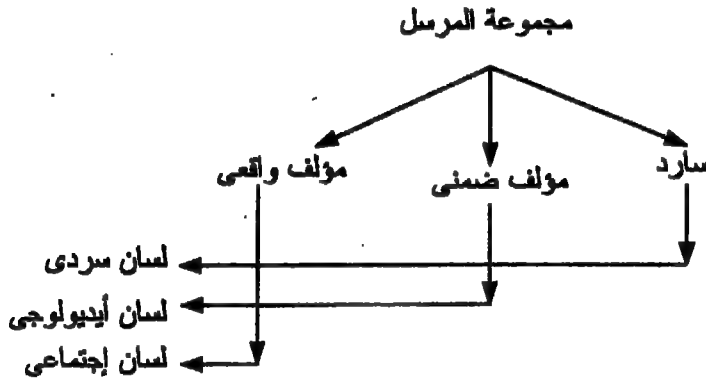 مجموعة المرسل
سارد
مؤلف ضمنى
مؤلف واقعى
لسان سردى
لسان أيديولوجى
لسان إجتماعى